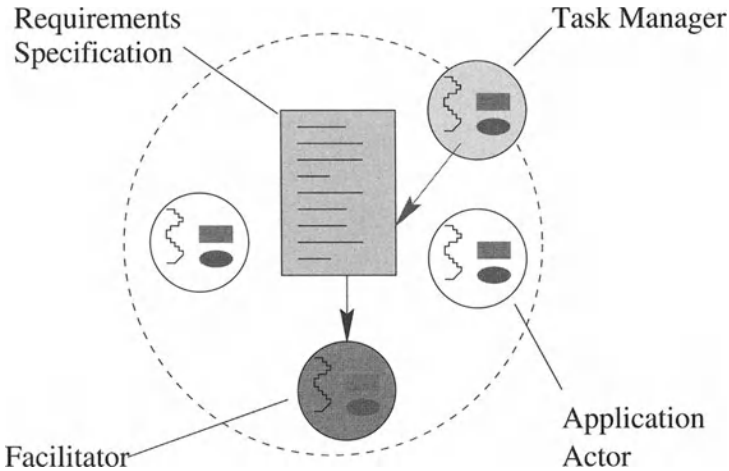 Requirements
Specification
Task Manager
Application
Actor
Facilitator